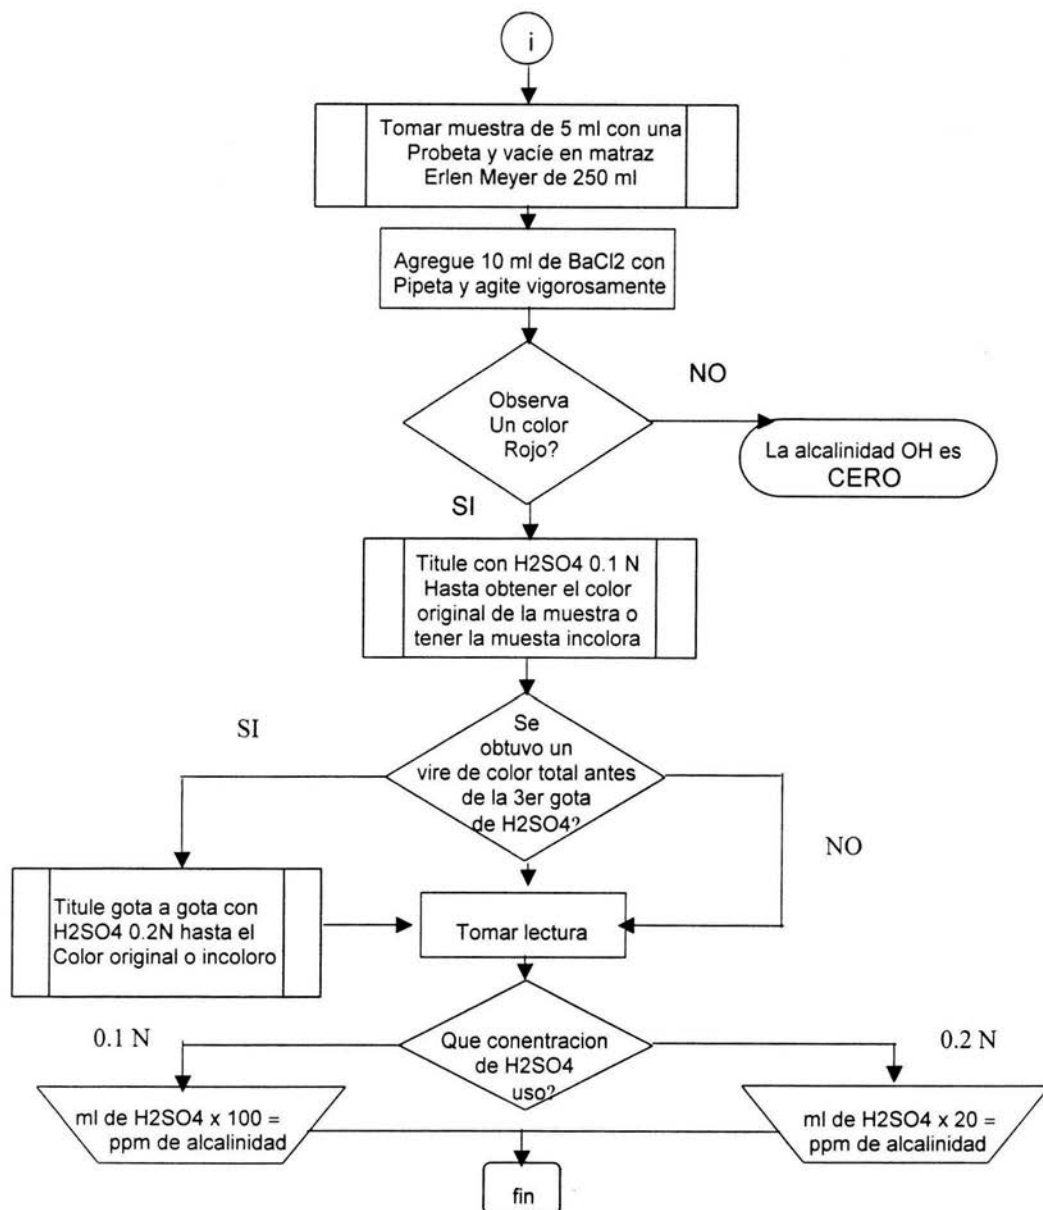 i
Tomar muestra de 5 ml con una
Probeta y vacie en matraz
Erlen Meyer de 250 ml
Agregue 10 ml de BaCl2 con
Pipeta y agite vigorosamente
Observa
Un color
Rojo?
NO
La alcalinidad OH es
CERO
SI
Titule con H2SO4 0.1 N
Hasta obtener el color
original de la muestra o
tener la muesta incolora
Se
obtuvo un
vire de color total antes
de la 3er gota
de H2SO4?
SI
NO
Titule gota a gota con
H2SO4 0.2N hasta el
Color original o incoloro
Tomar lectura
Que conentracion
de H2SO4
uso?
0.1 N
0.2 N
ml de H2SO4 x 100 =
ppm de alcalinidad
ml de H2SO4 x 20 =
ppm de alcalinidad
fin